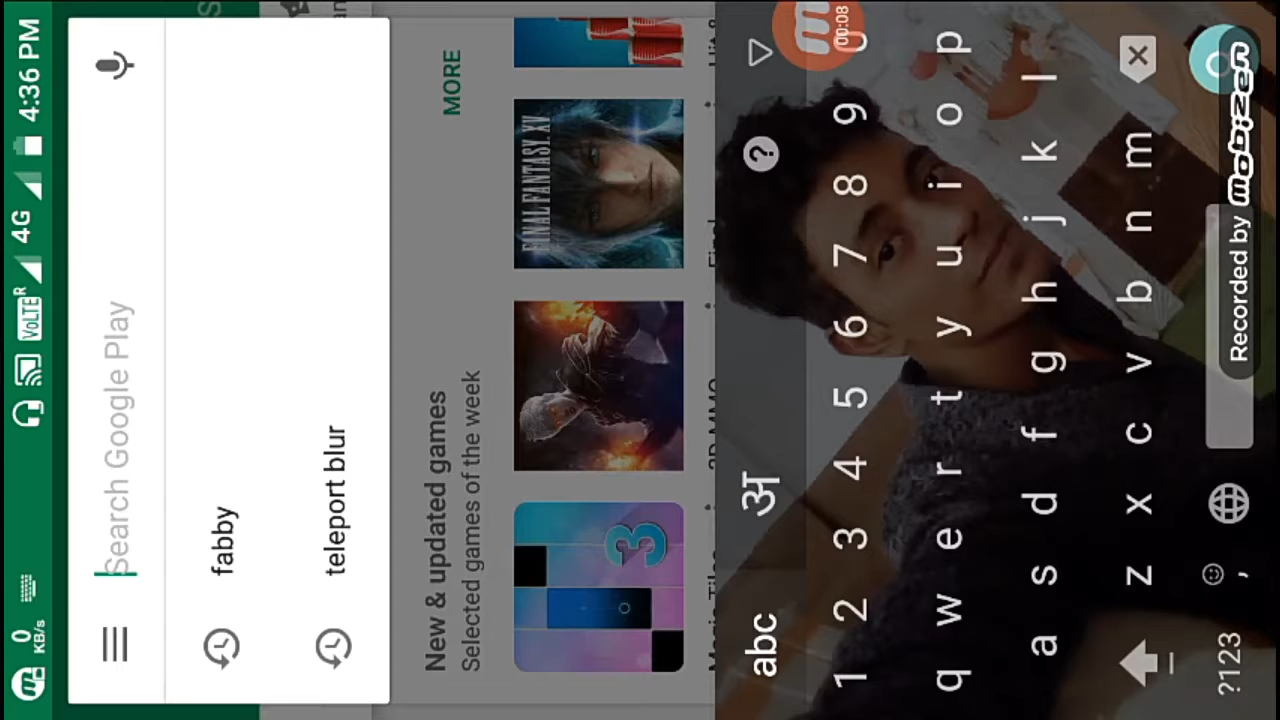 0 KB/s VoLTE R 4G 4:36 PM
Search Google Play
fabby
teleport blur
New & updated games
MORE
Selected games of the week
3
FINAL FANTASY XV
abc अ ?
00:08
1 2 3 4 5 6 7 8 9 0
q w e r t y u i o p
a s d f g h j k l
z x c v b n m
?123 ,
Recorded by mobizen